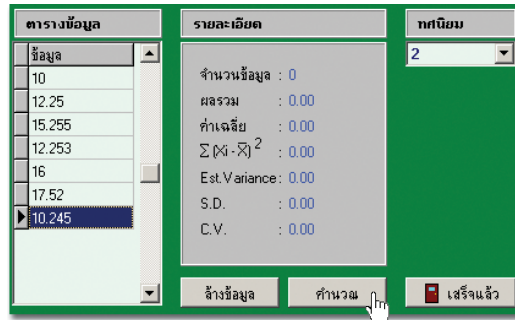 ตารางข้อมูล
ข้อมูล
10
12.25
15.255
12.253
16
17.52
10.245
รายละเอียด
จำนวนข้อมูล : 0
ผลรวม : 0.00
ค่าเฉลี่ย : 0.00
Σ(Xi - X̄)² : 0.00
Est.Variance : 0.00
S.D. : 0.00
C.V. : 0.00
ทศนิยม
2
ล้างข้อมูล
คำนวณ
เสร็จแล้ว